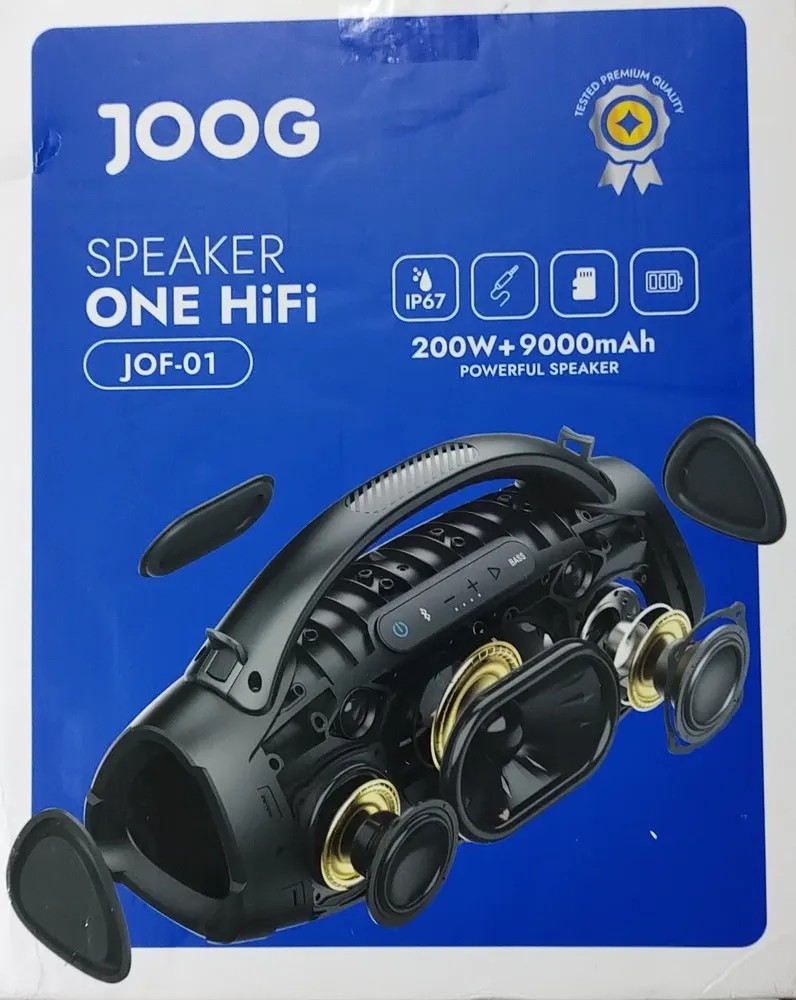 JOOG
TESTED PREMIUM QUALITY
SPEAKER
ONE HiFi
JOF-01
IP67
200W+9000mAh
POWERFUL SPEAKER
BASS